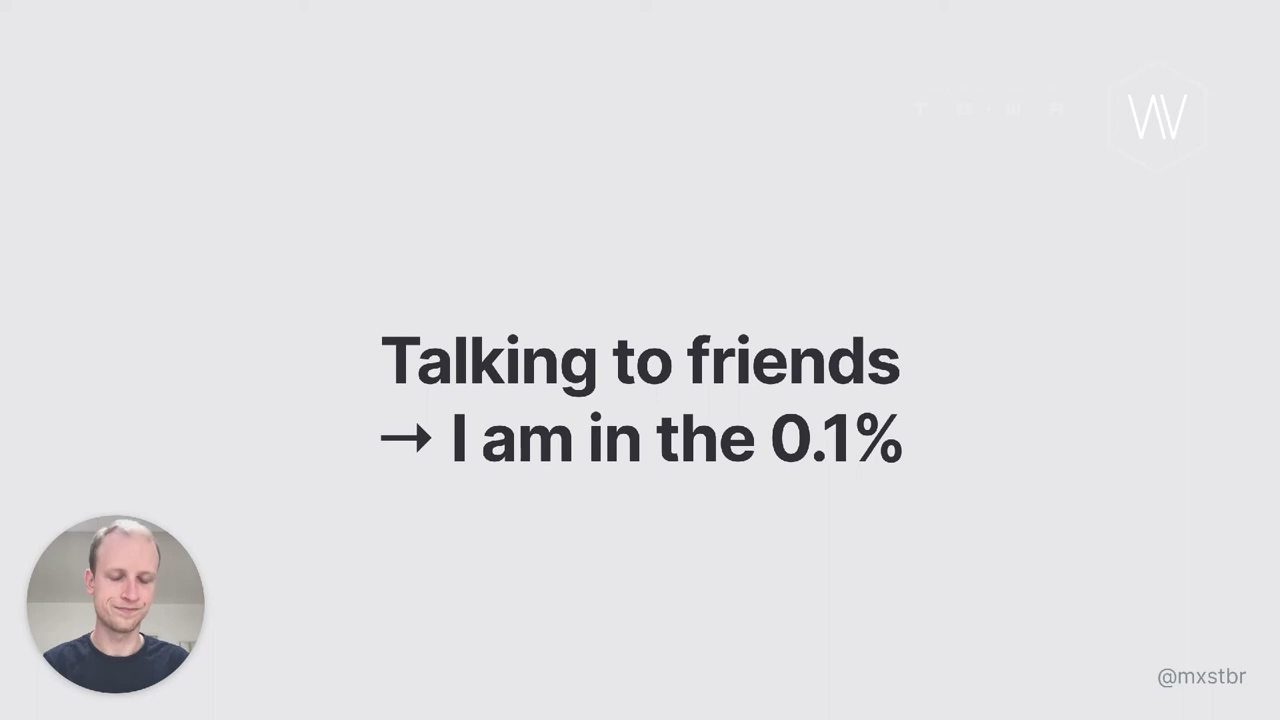 W
Talking to friends
→ I am in the 0.1%
@mxstbr